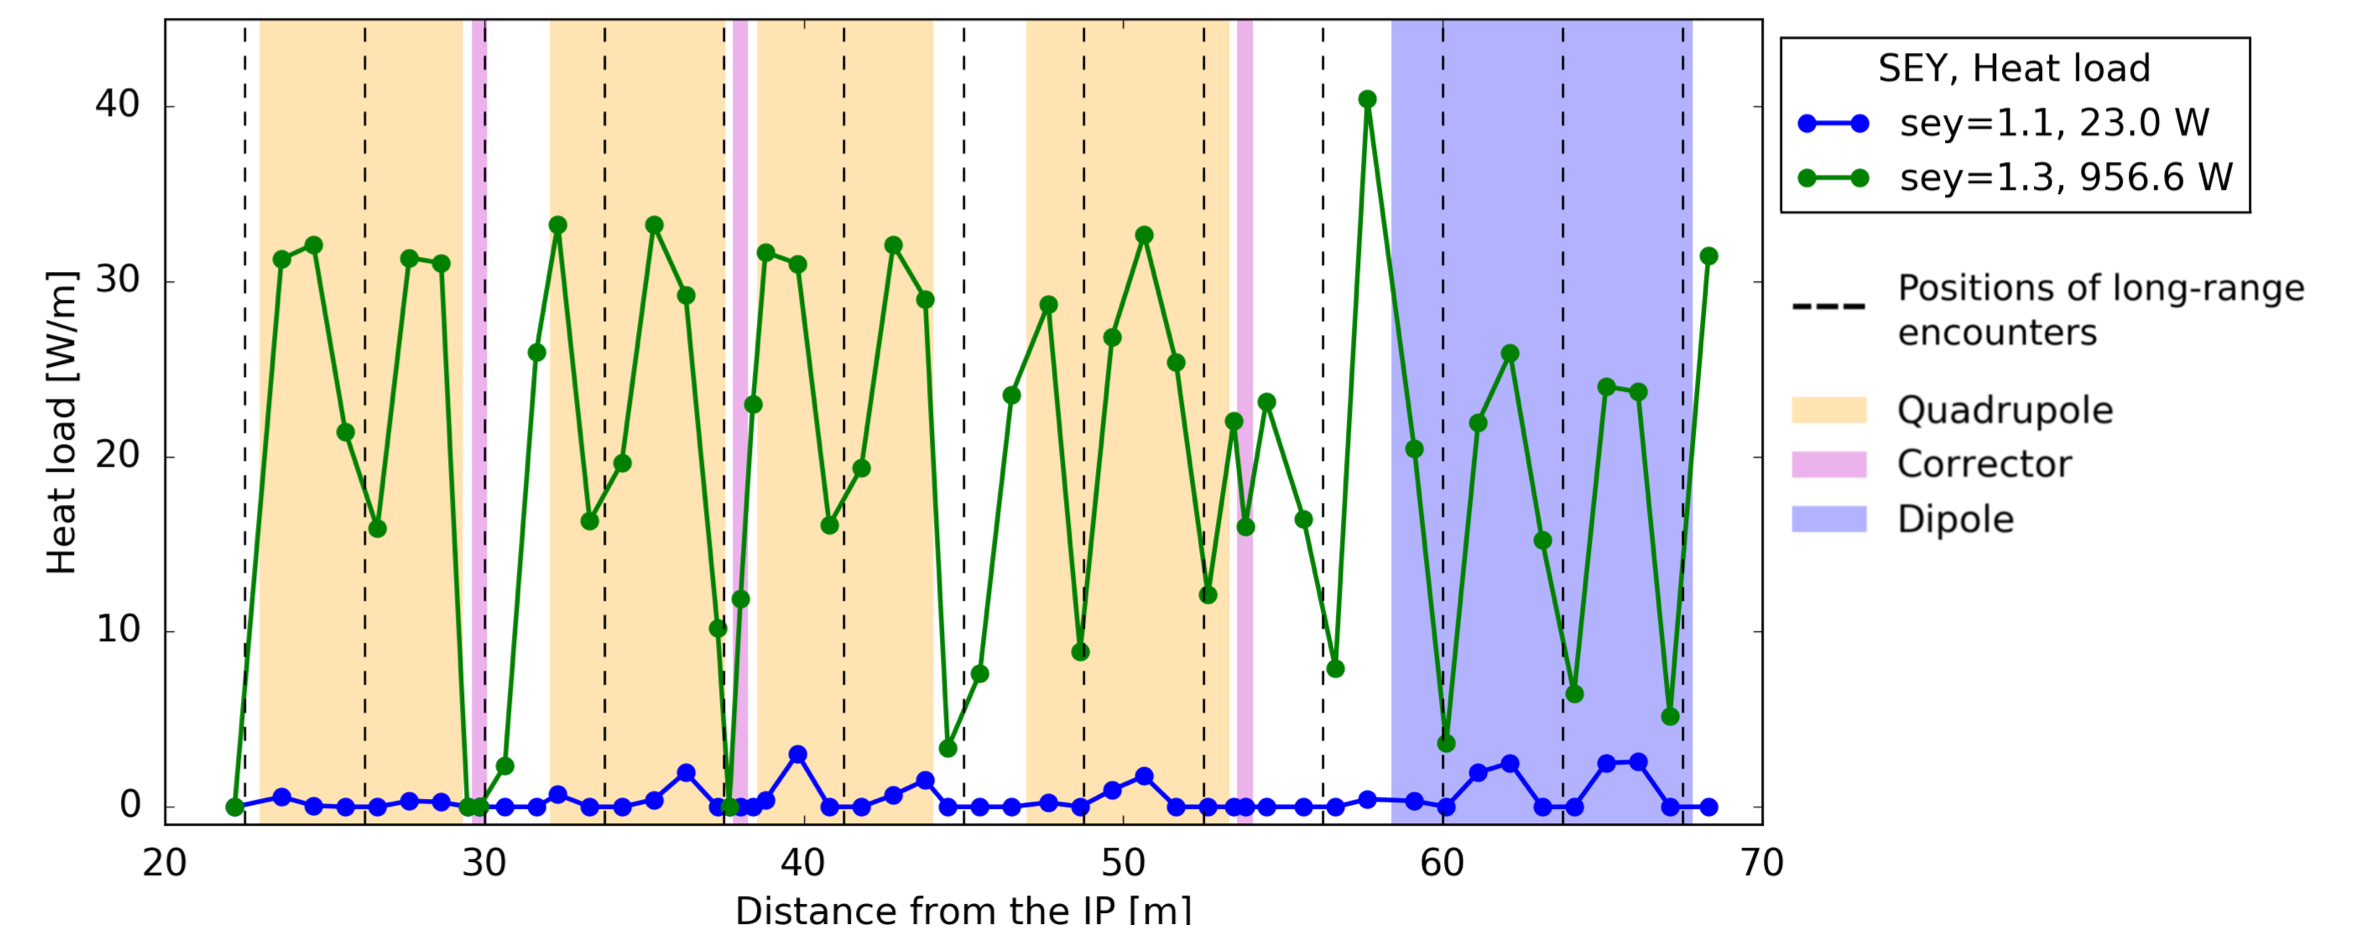 Heat load [W/m]
40
30
20
10
0
20 30 40 50 60 70
Distance from the IP [m]
SEY, Heat load
sey=1.1, 23.0 W
sey=1.3, 956.6 W
Positions of long-range
encounters
Quadrupole
Corrector
Dipole